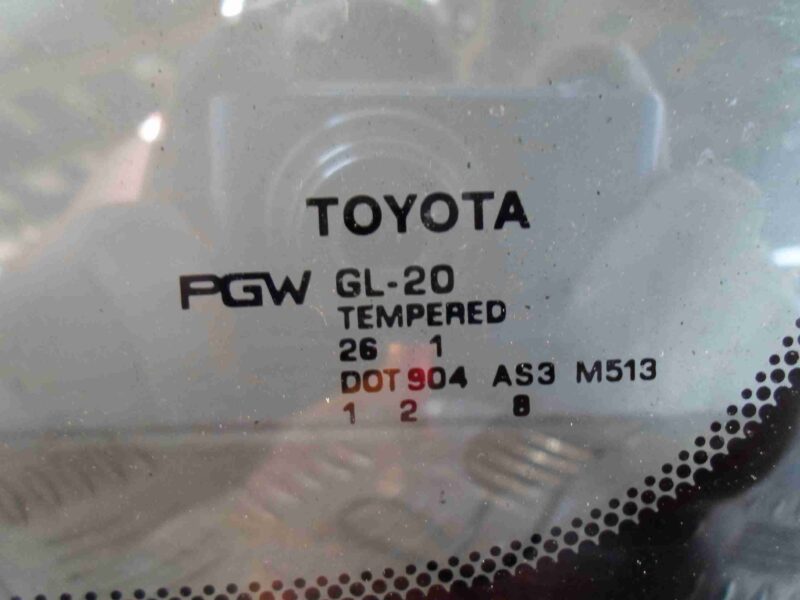 TOYOTA
PGW GL-20
TEMPERED
26 1
DOT 904 AS3 M513
1 2 8